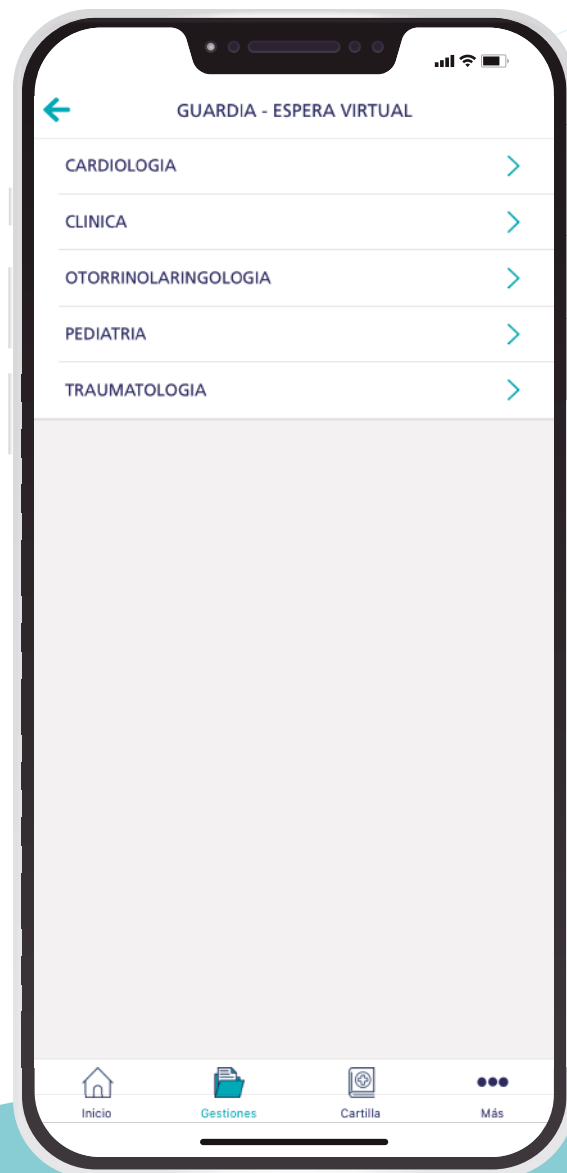 GUARDIA - ESPERA VIRTUAL
CARDIOLOGIA
CLINICA
OTORRINOLARINGOLOGIA
PEDIATRIA
TRAUMATOLOGIA
Inicio
Gestiones
Cartilla
Más